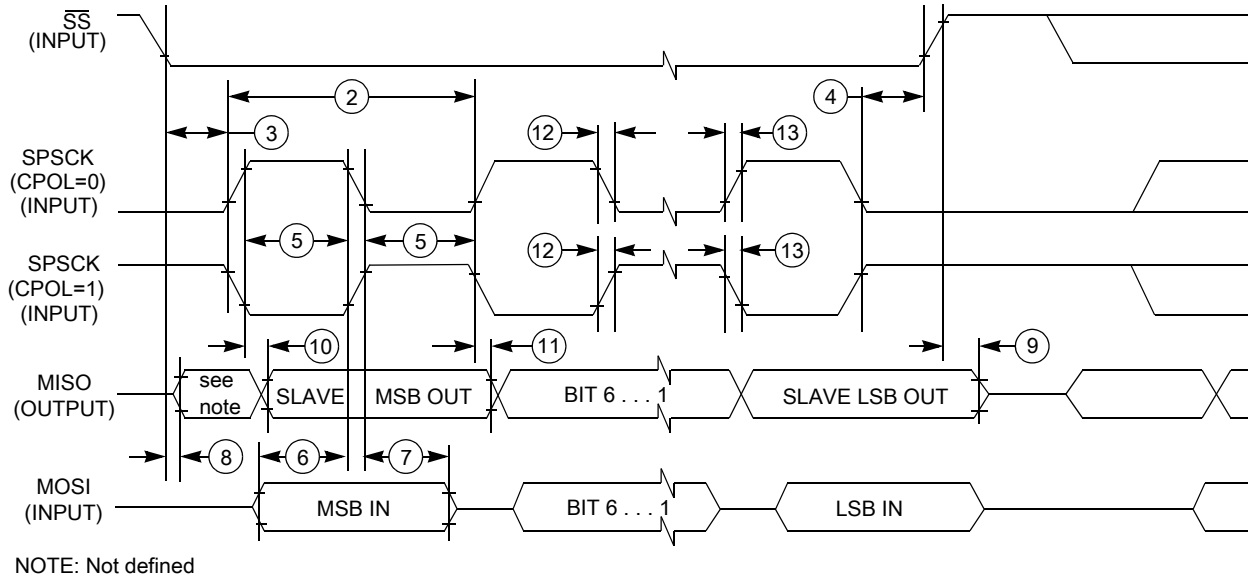 SS
(INPUT)
2
4
3
12
13
SPSCK
(CPOL=0)
(INPUT)
5
5
12
13
SPSCK
(CPOL=1)
(INPUT)
10
11
9
MISO
(OUTPUT)
see
note
SLAVE
MSB OUT
BIT 6 . . . 1
SLAVE LSB OUT
8
6
7
MOSI
(INPUT)
MSB IN
BIT 6 . . . 1
LSB IN
NOTE: Not defined